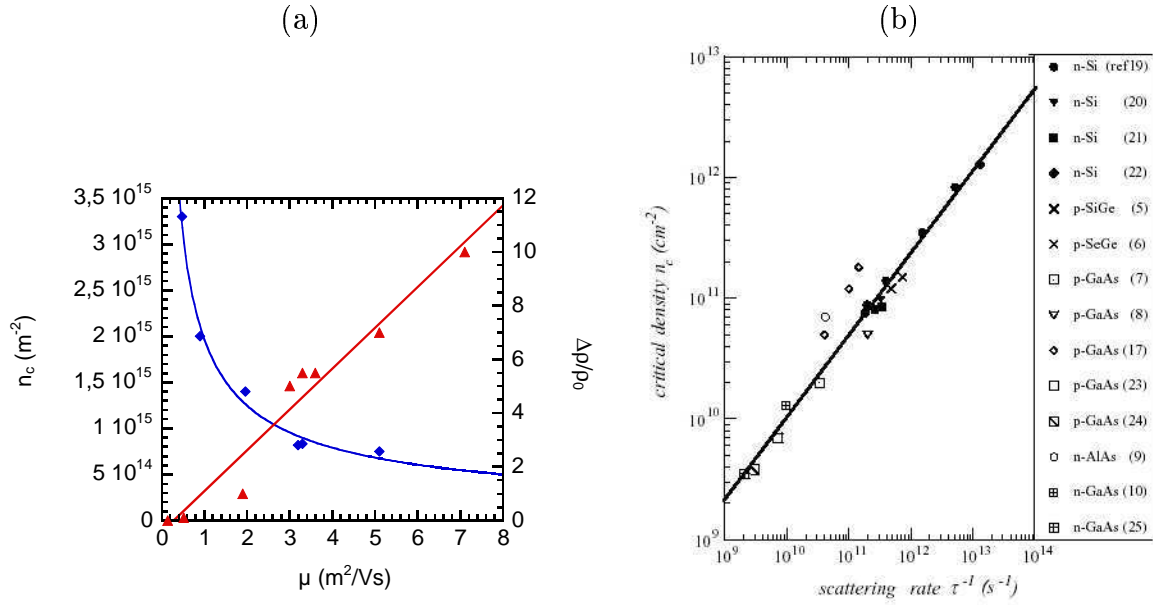 (a)
(b)
3,5 10^15
3 10^15
2,5 10^15
2 10^15
1,5 10^15
1 10^15
5 10^14
0
n_c (m^-2)
12
10
8
6
4
2
0
Δρ/ρ_0
0 1 2 3 4 5 6 7 8
μ (m^2/Vs)
10^13
10^12
10^11
10^10
10^9
critical density n_c (cm^-2)
10^9 10^10 10^11 10^12 10^13 10^14
scattering rate τ^-1 (s^-1)
n-Si (ref19)
n-Si (20)
n-Si (21)
n-Si (22)
p-SiGe (5)
p-SeGe (6)
p-GaAs (7)
p-GaAs (8)
p-GaAs (17)
p-GaAs (23)
p-GaAs (24)
n-AlAs (9)
n-GaAs (10)
n-GaAs (25)